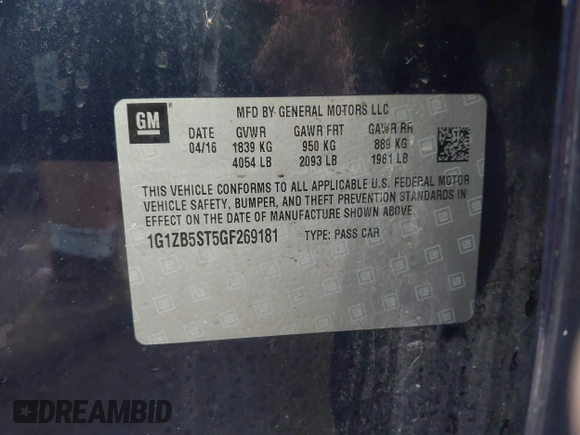 GM
MFD BY GENERAL MOTORS LLC
DATE GVWR GAWR FRT GAWR RR
04/16 1839 KG 950 KG 889 KG
4054 LB 2093 LB 1961 LB
THIS VEHICLE CONFORMS TO ALL APPLICABLE U.S. FEDERAL MOTOR
VEHICLE SAFETY, BUMPER, AND THEFT PREVENTION STANDARDS IN
EFFECT ON THE DATE OF MANUFACTURE SHOWN ABOVE.
1G1ZB5ST5GF269181 TYPE: PASS CAR
DREAMBID